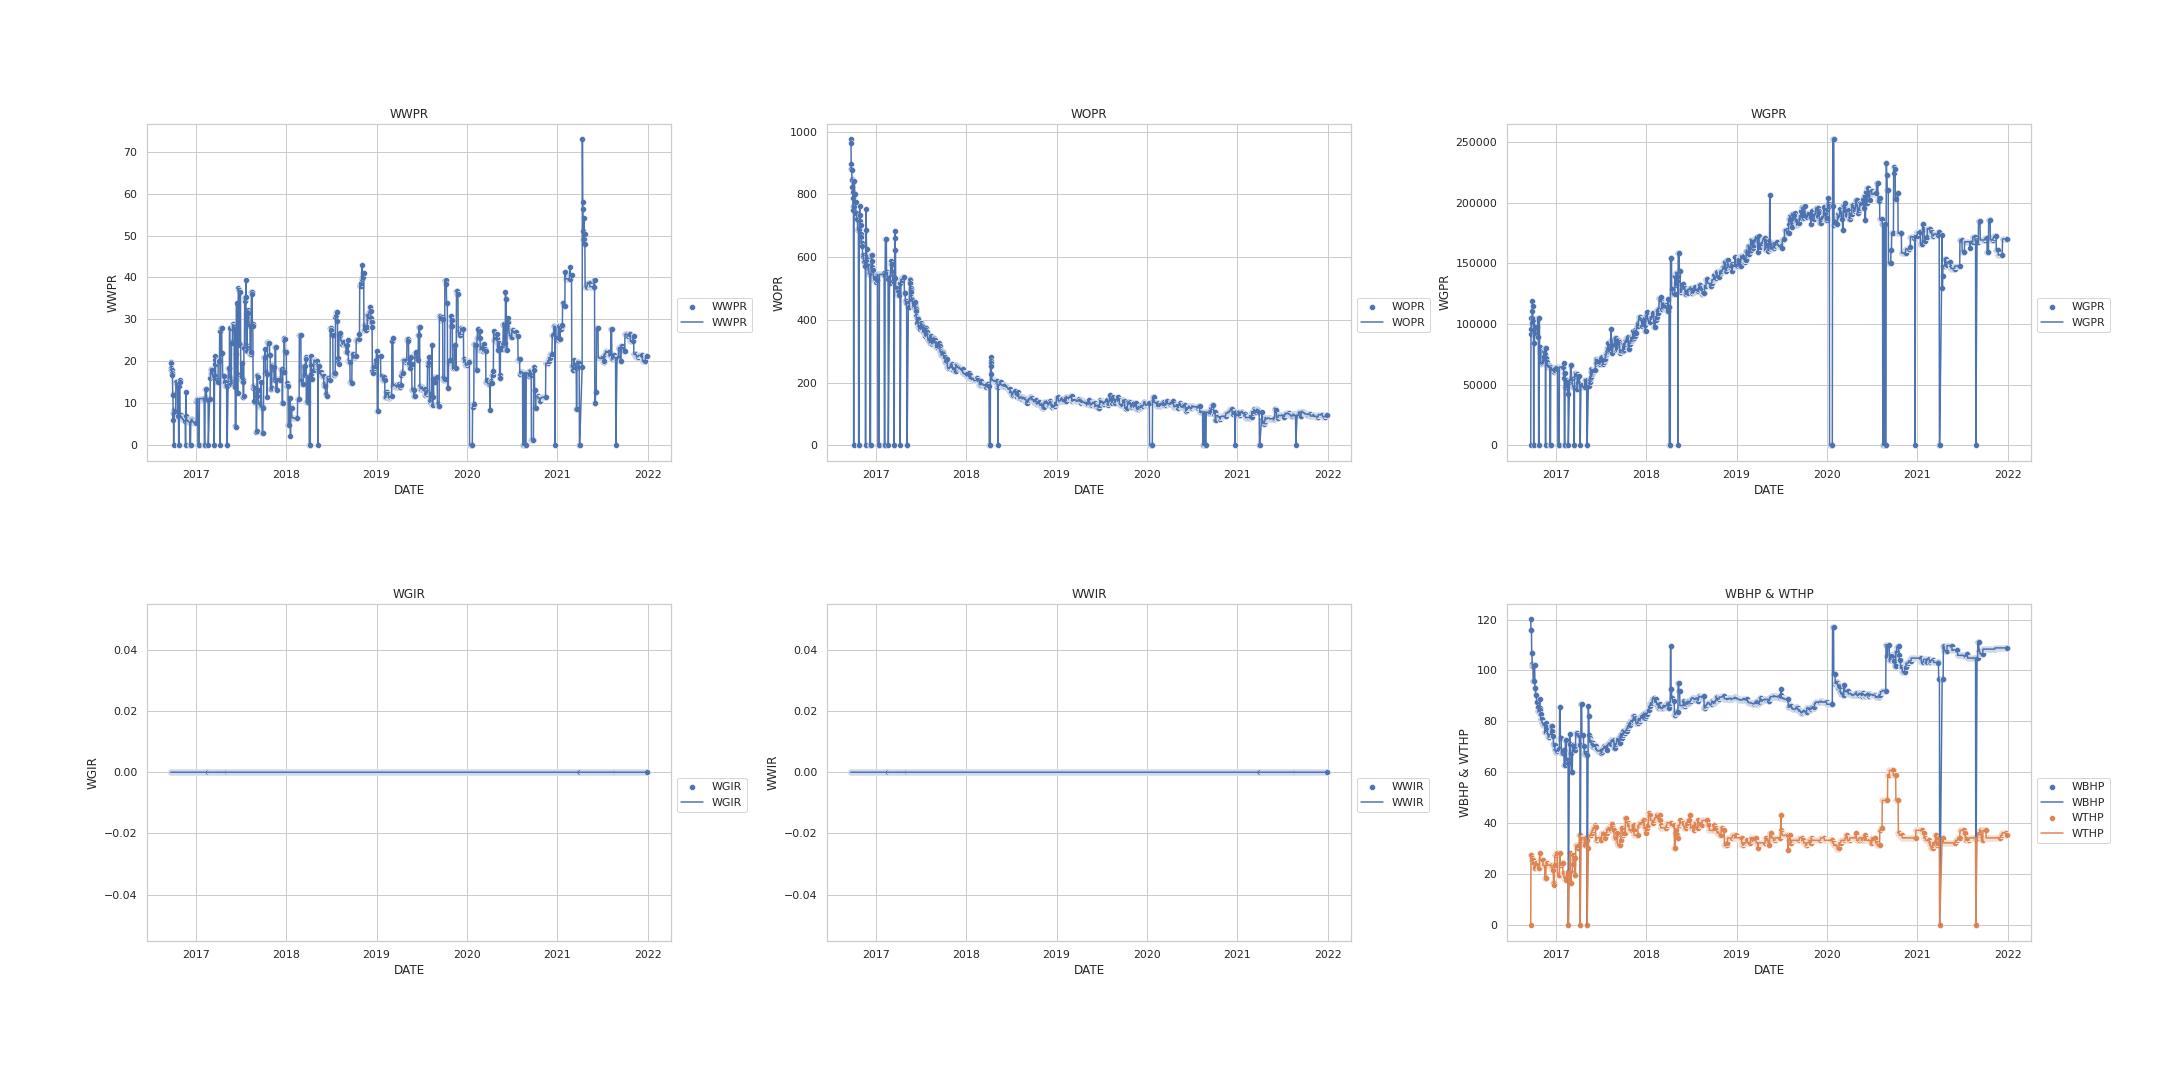 WWPR
70
60
50
40
30
20
10
0
WWPR
2017 2018 2019 2020 2021 2022
DATE
WWPR
WWPR
WOPR
1000
800
600
400
200
0
WOPR
2017 2018 2019 2020 2021 2022
DATE
WOPR
WOPR
WGPR
250000
200000
150000
100000
50000
0
WGPR
2017 2018 2019 2020 2021 2022
DATE
WGPR
WGPR
WGIR
0.04
0.02
0.00
−0.02
−0.04
WGIR
2017 2018 2019 2020 2021 2022
DATE
WGIR
WGIR
WWIR
0.04
0.02
0.00
−0.02
−0.04
WWIR
2017 2018 2019 2020 2021 2022
DATE
WWIR
WWIR
WBHP & WTHP
120
100
80
60
40
20
0
WBHP & WTHP
2017 2018 2019 2020 2021 2022
DATE
WBHP
WBHP
WTHP
WTHP